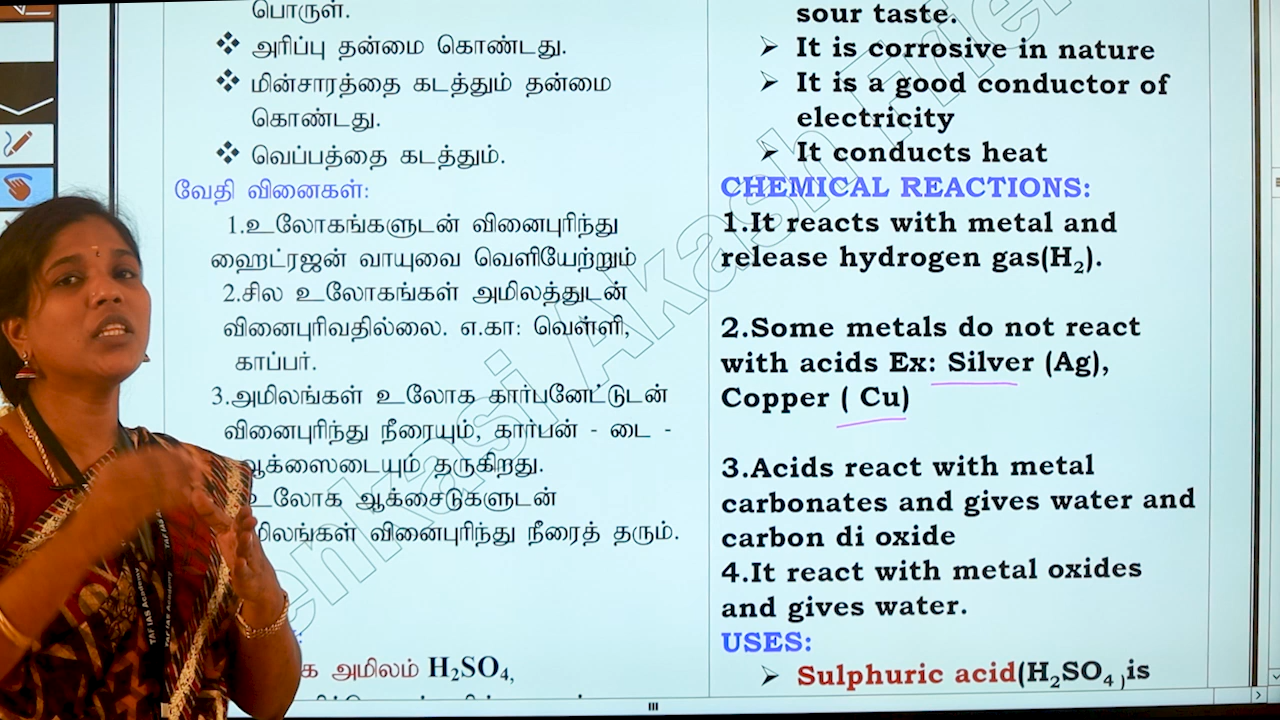 பொருள்.
❖ அரிப்பு தன்மை கொண்டது.
❖ மின்சாரத்தை கடத்தும் தன்மை
கொண்டது.
❖ வெப்பத்தை கடத்தும்.
வேதி வினைகள்:
1.உலோகங்களுடன் வினைபுரிந்து
ஹைட்ரஜன் வாயுவை வெளியேற்றும்
2.சில உலோகங்கள் அமிலத்துடன்
வினைபுரிவதில்லை. எ.கா: வெள்ளி,
காப்பர்.
3.அமிலங்கள் உலோக கார்பனேட்டுடன்
வினைபுரிந்து நீரையும், கார்பன் - டை -
ஆக்ஸைடையும் தருகிறது.
உலோக ஆக்சைடுகளுடன்
வினைபுரிந்து நீரைத் தரும்.
அமிலம் H₂SO₄,
sour taste.
➢ It is corrosive in nature
➢ It is a good conductor of
electricity
➢ It conducts heat
CHEMICAL REACTIONS:
1.It reacts with metal and
release hydrogen gas(H₂).
2.Some metals do not react
with acids Ex: Silver (Ag),
Copper ( Cu)
3.Acids react with metal
carbonates and gives water and
carbon di oxide
4.It react with metal oxides
and gives water.
USES:
➢ Sulphuric acid(H₂SO₄ )is
Akash
TAF IAS Academy